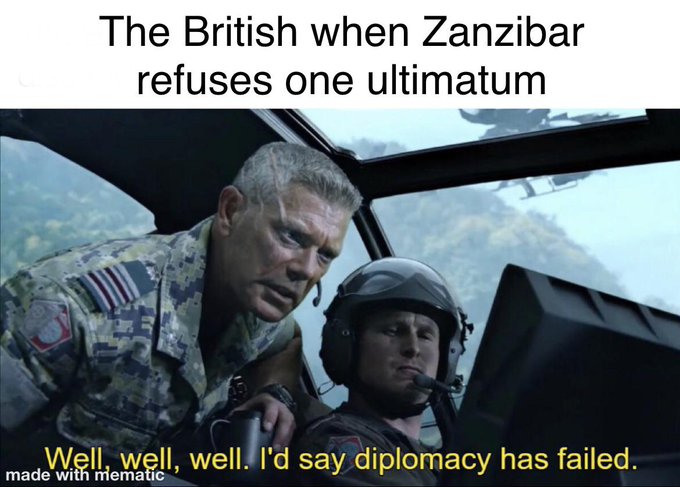 The British when Zanzibar
refuses one ultimatum
Well, well, well. I'd say diplomacy has failed.
made with mematic